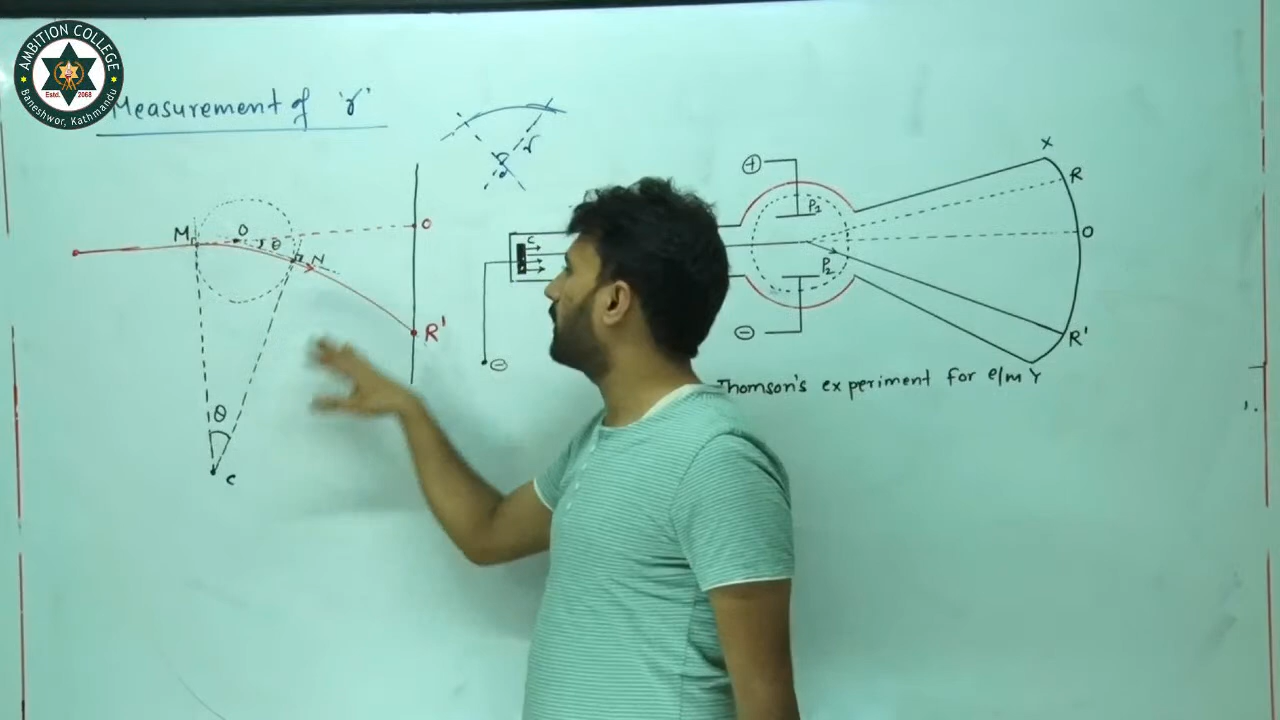 AMBITION COLLEGE
Estd. 2068
Baneshwor, Kathmandu
Measurement of 'r'
r
M
O
θ
N
O
R'
θ
C
+
P1
C
P2
-
-
X
R
O
R'
Y
Thomson's experiment for e/m